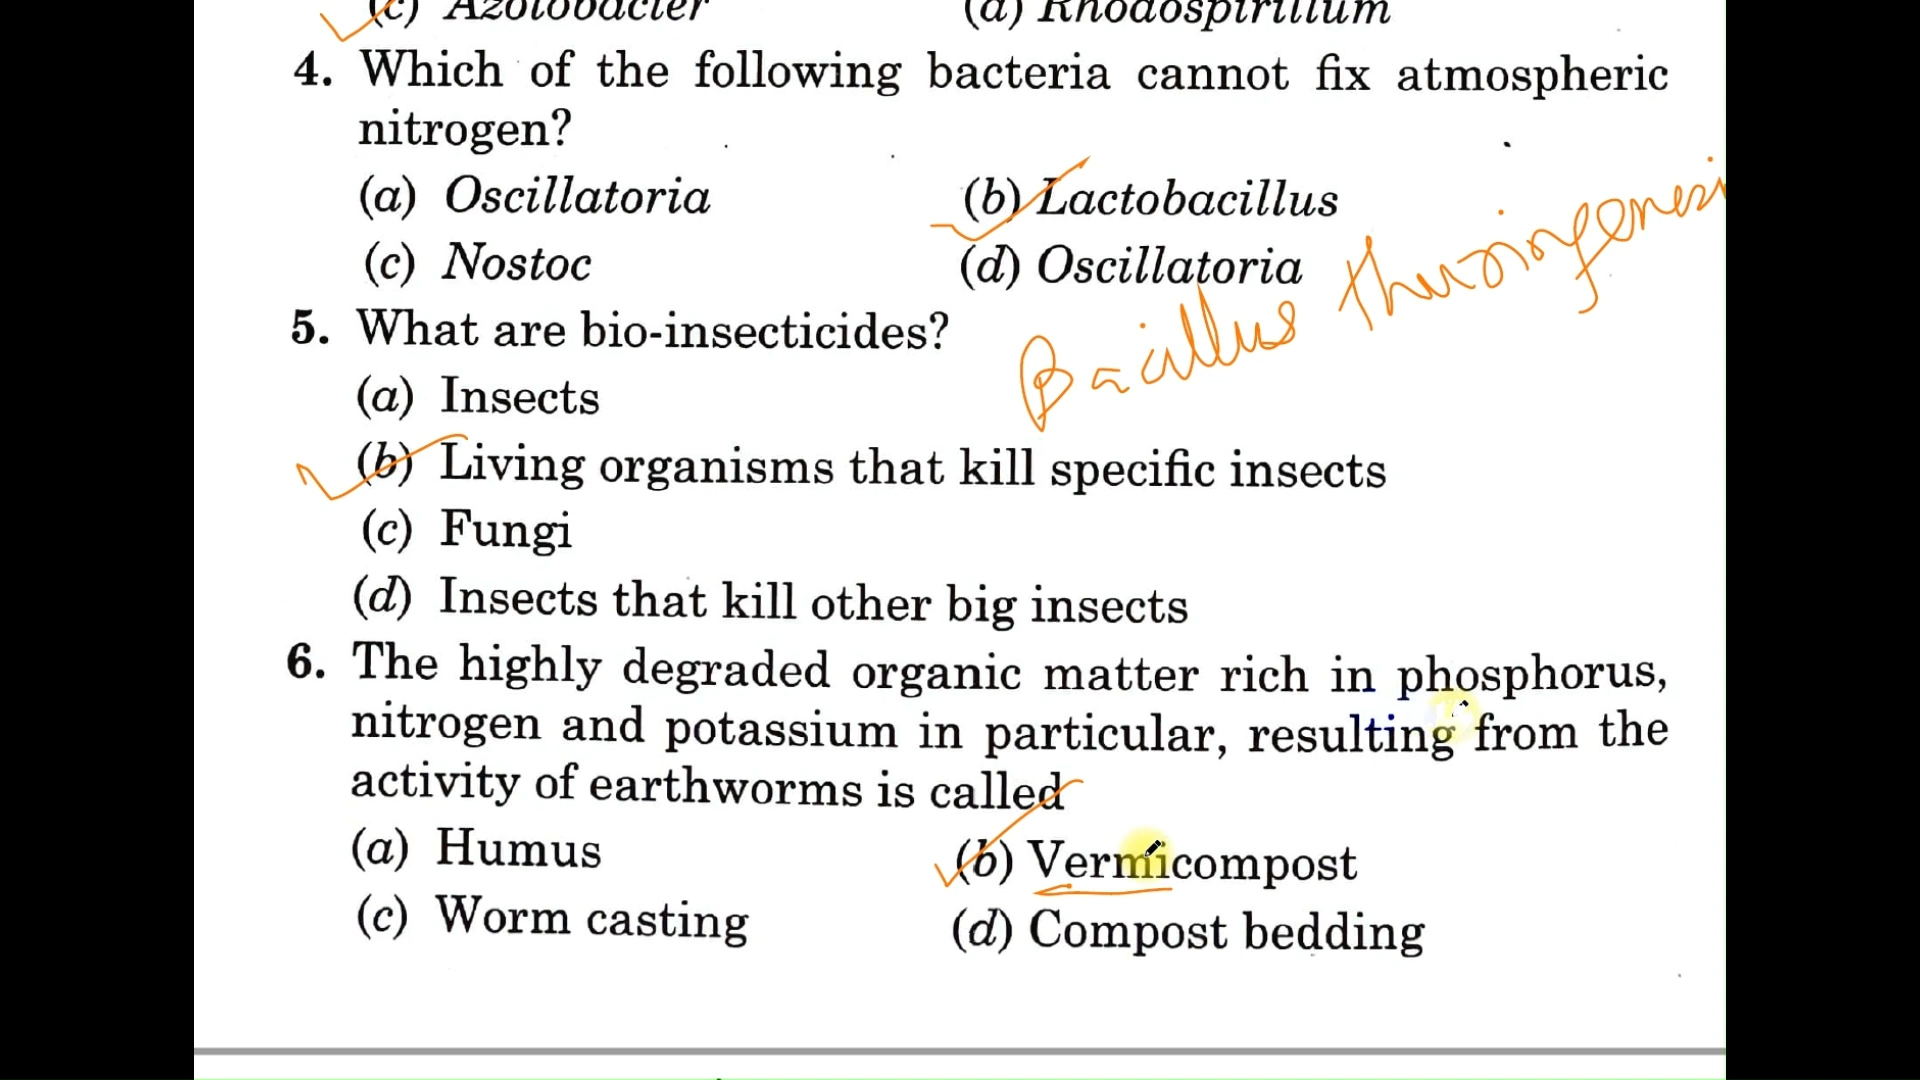 (c) Azotobacter (d) Rhodospirillum
4. Which of the following bacteria cannot fix atmospheric
nitrogen?
(a) Oscillatoria (b) Lactobacillus
(c) Nostoc (d) Oscillatoria
5. What are bio-insecticides?
Bacillus thuringenesi
(a) Insects
(b) Living organisms that kill specific insects
(c) Fungi
(d) Insects that kill other big insects
6. The highly degraded organic matter rich in phosphorus,
nitrogen and potassium in particular, resulting from the
activity of earthworms is called
(a) Humus (b) Vermicompost
(c) Worm casting (d) Compost bedding